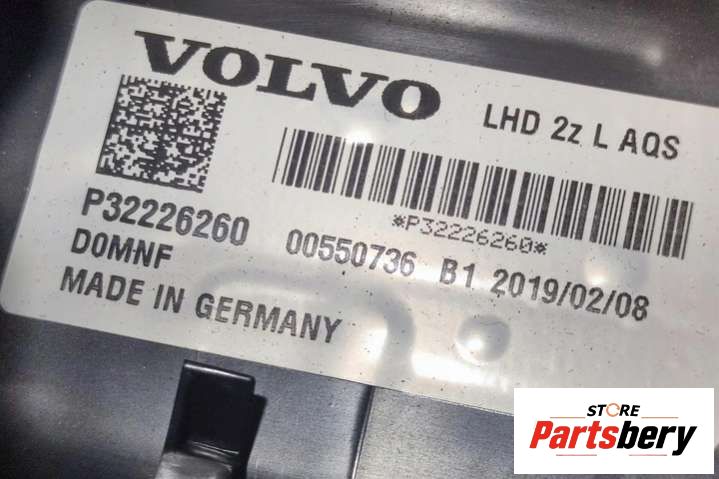 VOLVO
LHD 2z L AQS
*P32226260*
P32226260
D0MNF
00550736 B1 2019/02/08
MADE IN GERMANY
STORE
Partsbery